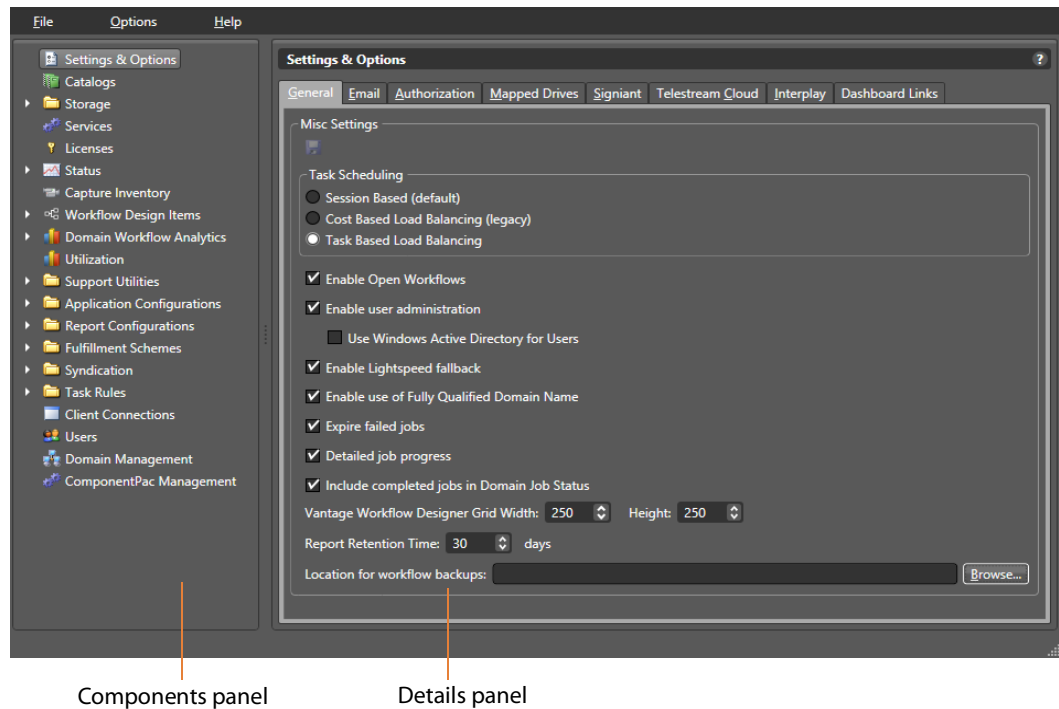 File Options Help
Settings & Options
Catalogs
Storage
Services
Licenses
Status
Capture Inventory
Workflow Design Items
Domain Workflow Analytics
Utilization
Support Utilities
Application Configurations
Report Configurations
Fulfillment Schemes
Syndication
Task Rules
Client Connections
Users
Domain Management
ComponentPac Management
Settings & Options ?
General Email Authorization Mapped Drives Signiant Telestream Cloud Interplay Dashboard Links
Misc Settings
Task Scheduling
Session Based (default)
Cost Based Load Balancing (legacy)
Task Based Load Balancing
Enable Open Workflows
Enable user administration
Use Windows Active Directory for Users
Enable Lightspeed fallback
Enable use of Fully Qualified Domain Name
Expire failed jobs
Detailed job progress
Include completed jobs in Domain Job Status
Vantage Workflow Designer Grid Width: 250 Height: 250
Report Retention Time: 30 days
Location for workflow backups: Browse...
Components panel Details panel